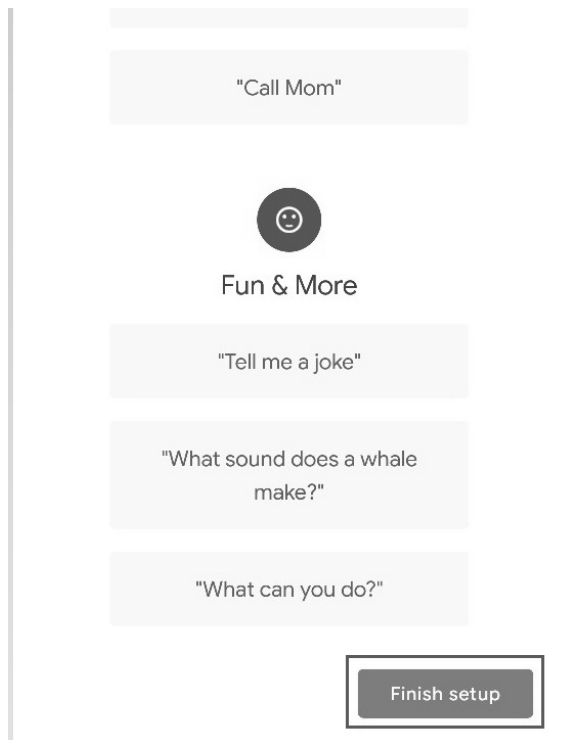 "Call Mom"
Fun & More
"Tell me a joke"
"What sound does a whale
make?"
"What can you do?"
Finish setup